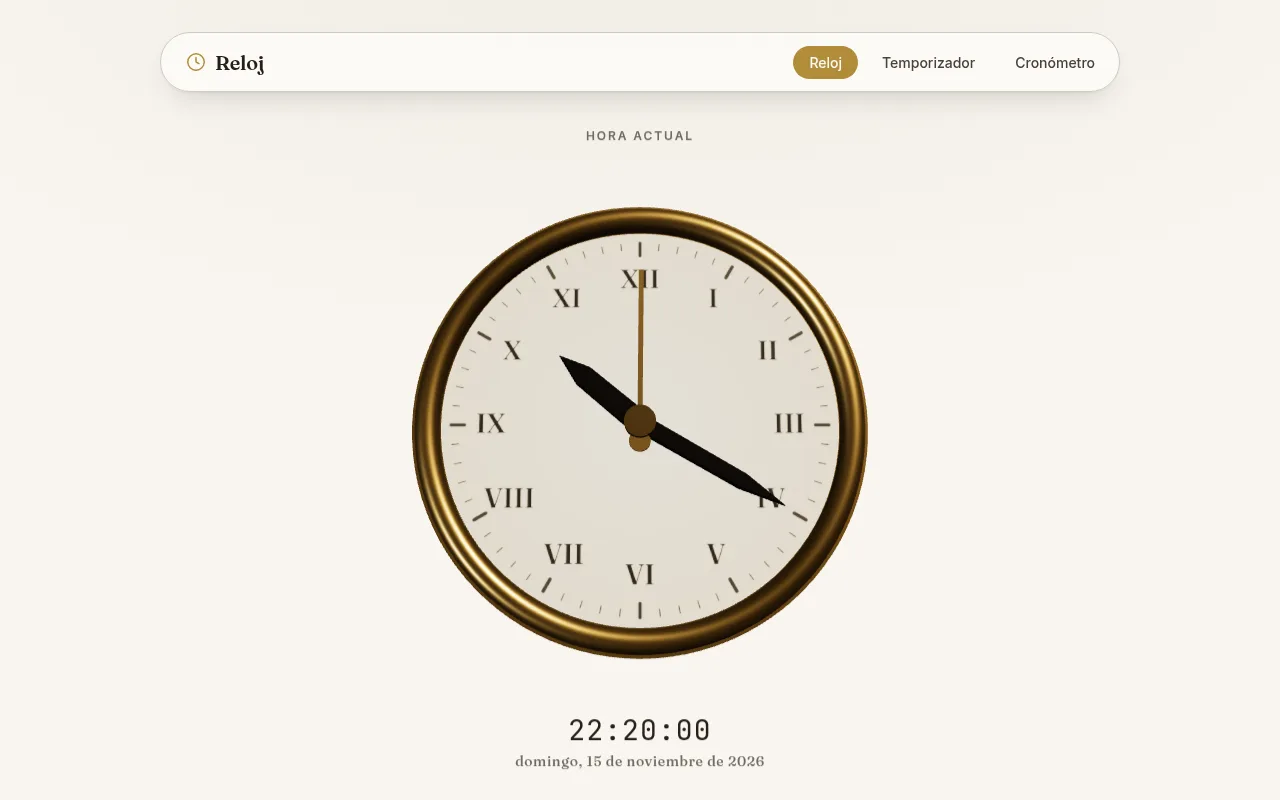 Reloj
Reloj Temporizador Cronómetro
HORA ACTUAL
XII
XI I
X II
IX III
VIII IV
VII V
VI
22:20:00
domingo, 15 de noviembre de 2026